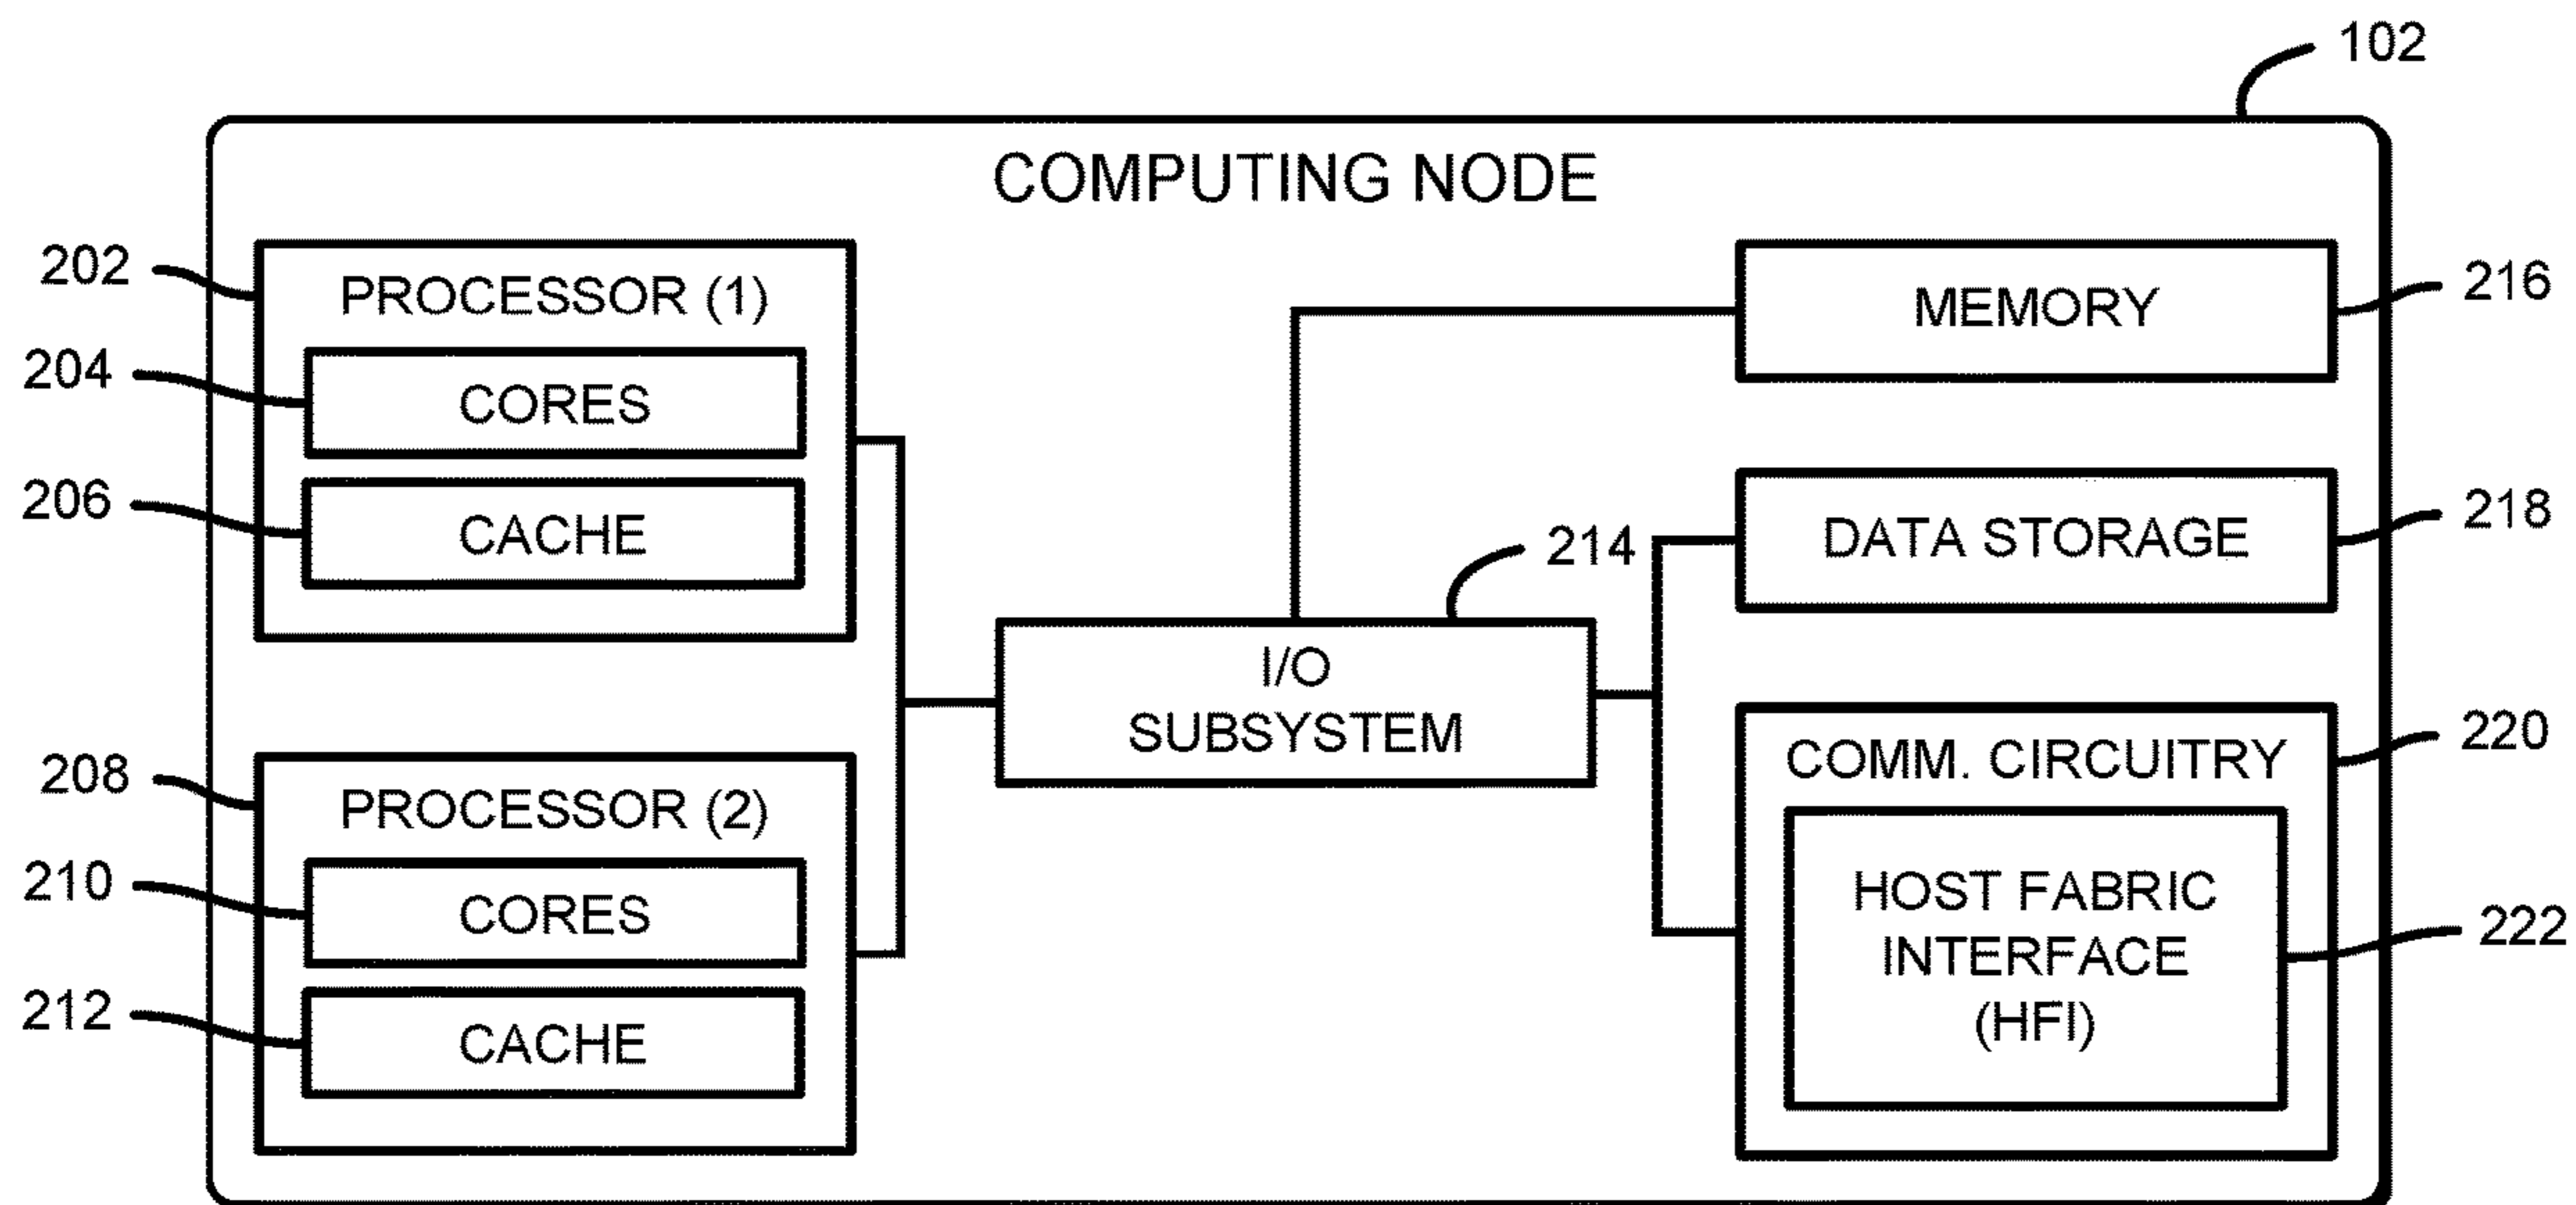 102
COMPUTING NODE
202
PROCESSOR (1)
204
CORES
206
CACHE
208
PROCESSOR (2)
210
CORES
212
CACHE
214
I/O
SUBSYSTEM
MEMORY
216
DATA STORAGE
218
COMM. CIRCUITRY
220
HOST FABRIC
INTERFACE
(HFI)
222